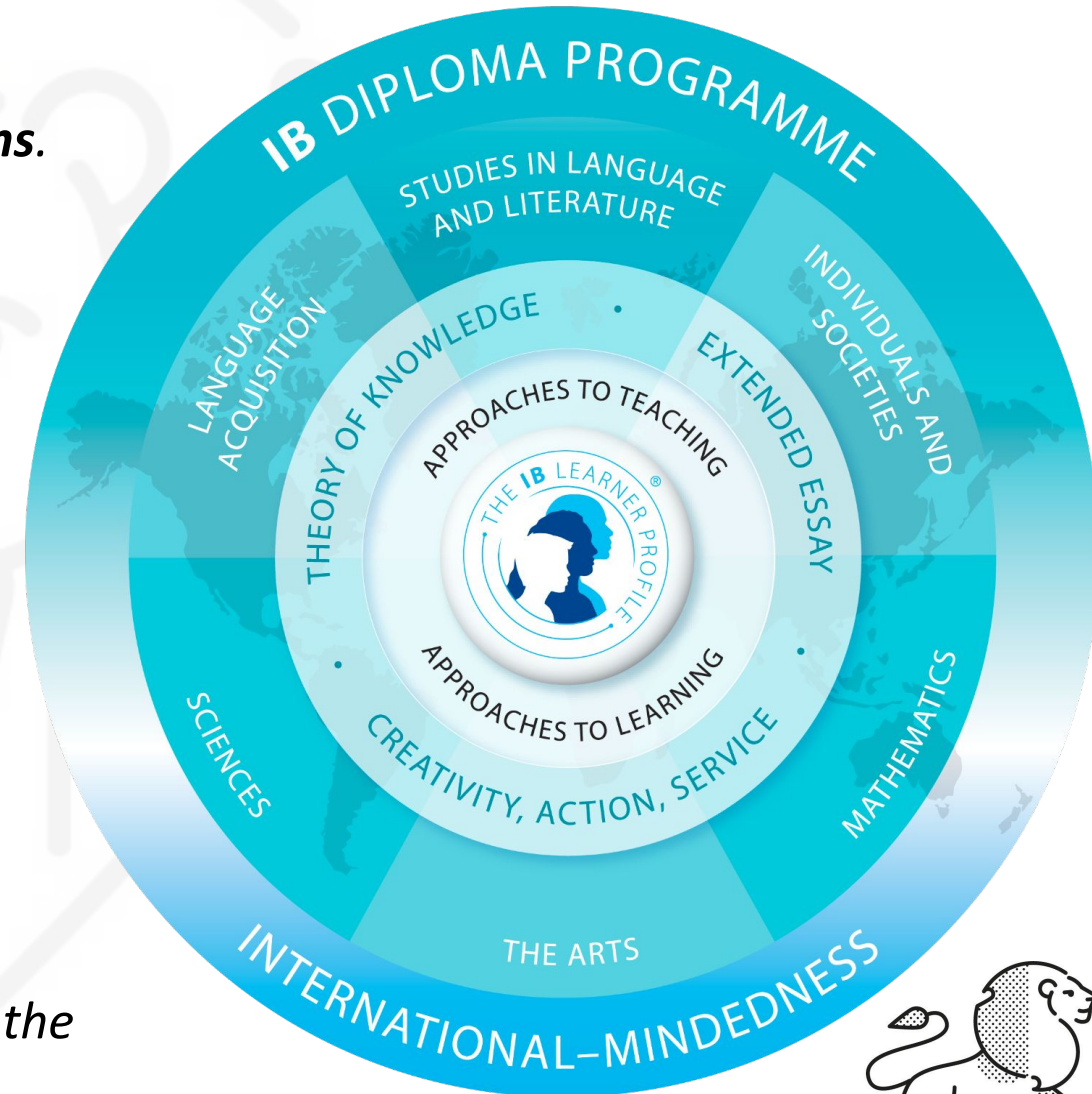 ns.
IB DIPLOMA PROGRAMME
STUDIES IN LANGUAGE
AND LITERATURE
LANGUAGE
ACQUISITION
INDIVIDUALS AND
SOCIETIES
THEORY OF KNOWLEDGE
·
EXTENDED ESSAY
APPROACHES TO TEACHING
THE IB LEARNER PROFILE ®
APPROACHES TO LEARNING
·
CREATIVITY, ACTION, SERVICE
·
SCIENCES
MATHEMATICS
THE ARTS
INTERNATIONAL–MINDEDNESS
the